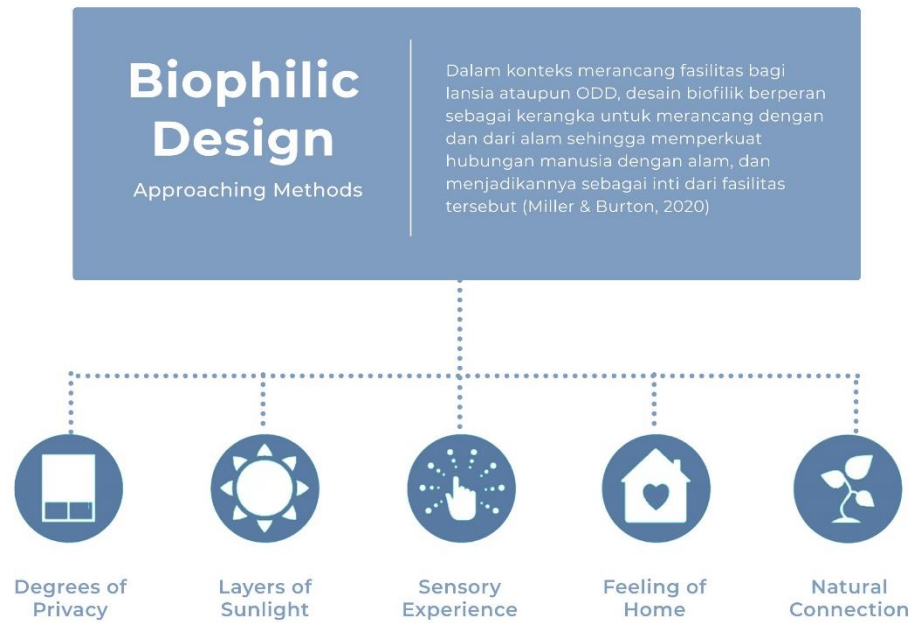 Biophilic
Design
Approaching Methods
Dalam konteks merancang fasilitas bagi
lansia ataupun ODD, desain biofilik berperan
sebagai kerangka untuk merancang dengan
dan dari alam sehingga memperkuat
hubungan manusia dengan alam, dan
menjadikannya sebagai inti dari fasilitas
tersebut (Miller & Burton, 2020)
Degrees of
Privacy
Layers of
Sunlight
Sensory
Experience
Feeling of
Home
Natural
Connection